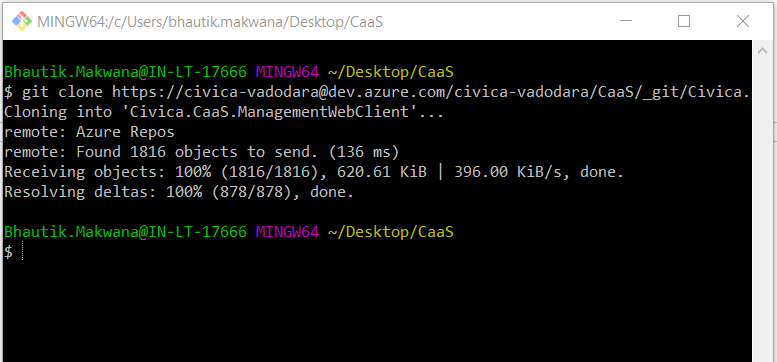 MINGW64:/c/Users/bhautik.makwana/Desktop/CaaS
Bhautik.Makwana@IN-LT-17666 MINGW64 ~/Desktop/CaaS
$ git clone https://civica-vadodara@dev.azure.com/civica-vadodara/CaaS/_git/Civica.
Cloning into 'Civica.CaaS.ManagementWebClient'...
remote: Azure Repos
remote: Found 1816 objects to send. (136 ms)
Receiving objects: 100% (1816/1816), 620.61 KiB | 396.00 KiB/s, done.
Resolving deltas: 100% (878/878), done.
Bhautik.Makwana@IN-LT-17666 MINGW64 ~/Desktop/CaaS
$